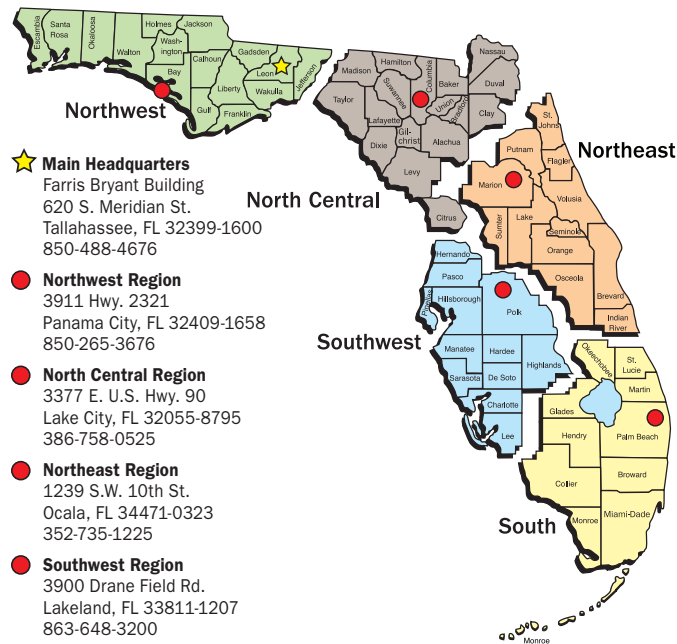 Escambia
Santa
Rosa
Okaloosa
Walton
Holmes
Jackson
Wash-
ington
Bay
Calhoun
Gulf
Liberty
Franklin
Gadsden
Leon
Wakulla
Jefferson
Northwest
Madison
Hamilton
Taylor
Suwannee
Lafayette
Columbia
Baker
Nassau
Duval
Union
Bradford
Clay
Dixie
Gil-
christ
Alachua
Levy
Citrus
North Central
St.
Johns
Putnam
Flagler
Marion
Volusia
Sumter
Lake
Seminole
Orange
Osceola
Brevard
Indian
River
Northeast
Hernando
Pasco
Pinellas
Hillsborough
Polk
Manatee
Hardee
Highlands
Sarasota
De Soto
Charlotte
Lee
Southwest
Okeechobee
St.
Lucie
Martin
Glades
Hendry
Palm Beach
Collier
Broward
Monroe
Miami-Dade
South
Monroe
Main Headquarters
Farris Bryant Building
620 S. Meridian St.
Tallahassee, FL 32399-1600
850-488-4676
Northwest Region
3911 Hwy. 2321
Panama City, FL 32409-1658
850-265-3676
North Central Region
3377 E. U.S. Hwy. 90
Lake City, FL 32055-8795
386-758-0525
Northeast Region
1239 S.W. 10th St.
Ocala, FL 34471-0323
352-735-1225
Southwest Region
3900 Drane Field Rd.
Lakeland, FL 33811-1207
863-648-3200